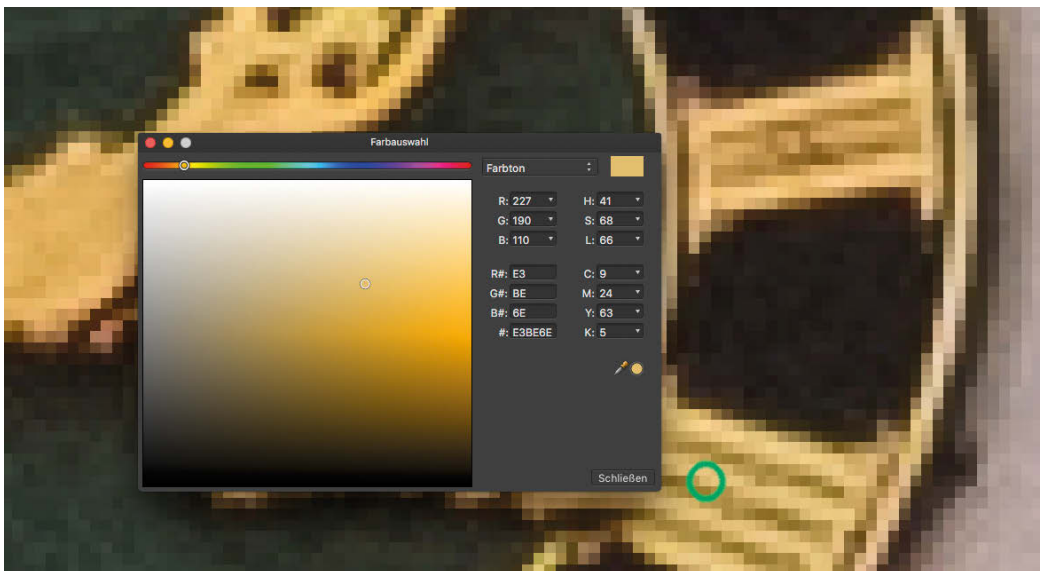 Farbauswahl
Farbton
R: 227 H: 41
G: 190 S: 68
B: 110 L: 66
R#: E3 C: 9
G#: BE M: 24
B#: 6E Y: 63
#: E3BE6E K: 5
Schließen